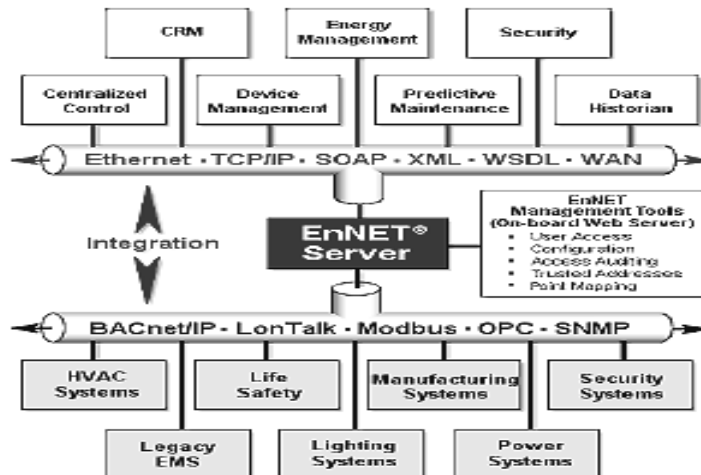 CRM
Energy
Management
Security
Centralized
Control
Device
Management
Predictive
Maintenance
Data
Historian
Ethernet · TCP/IP · SOAP · XML · WSDL · WAN
Integration
EnNET®
Server
EnNET
Management Tools
(On-board Web Server)
• User Access
• Configuration
• Access Auditing
• Trusted Addresses
• Point Mapping
BACnet/IP · LonTalk · Modbus · OPC · SNMP
HVAC
Systems
Life
Safety
Manufacturing
Systems
Security
Systems
Legacy
EMS
Lighting
Systems
Power
Systems